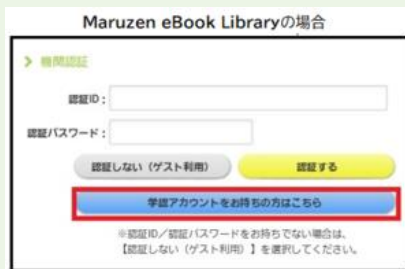 Maruzen eBook Libraryの場合
> 機関認証
認証ID：
認証パスワード：
認証しない（ゲスト利用）
認証する
学認アカウントをお持ちの方はこちら
※認証ID／認証パスワードをお持ちでない場合は、
【認証しない（ゲスト利用）】を選択してください。